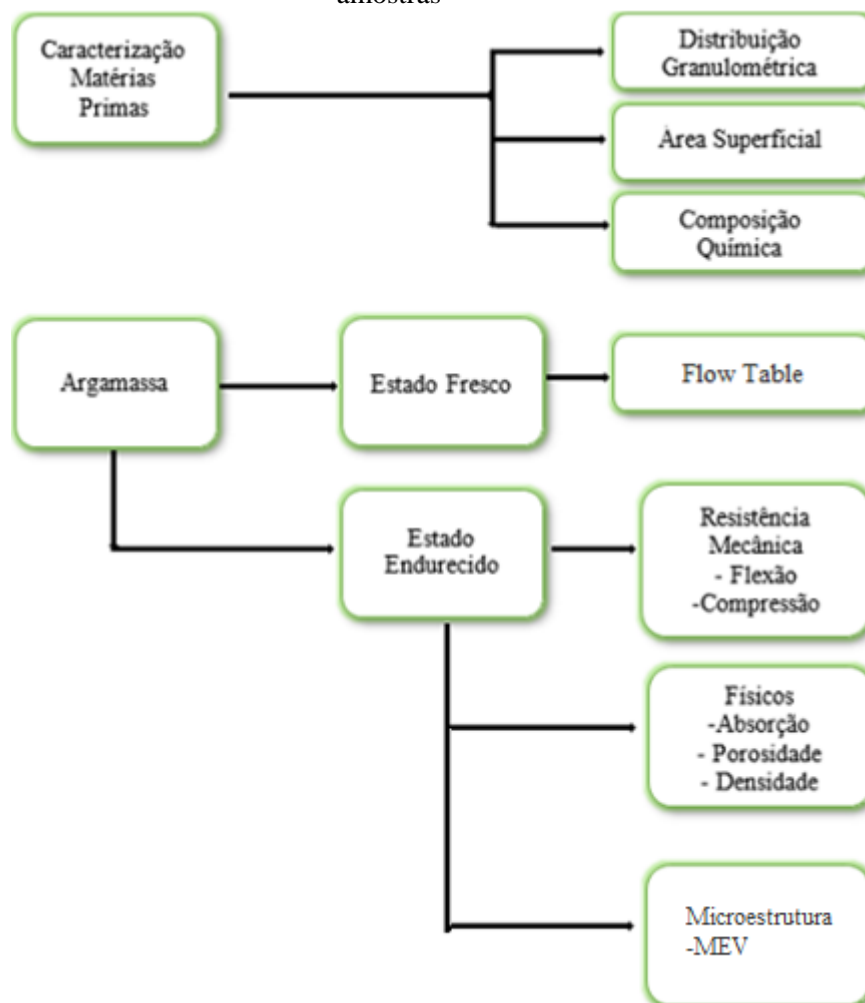 amostras
Caracterização
Matérias
Primas
Distribuição
Granulométrica
Área Superficial
Composição
Química
Argamassa
Estado Fresco
Flow Table
Estado
Endurecido
Resistência
Mecânica
- Flexão
-Compressão
Físicos
-Absorção
- Porosidade
- Densidade
Microestrutura
-MEV